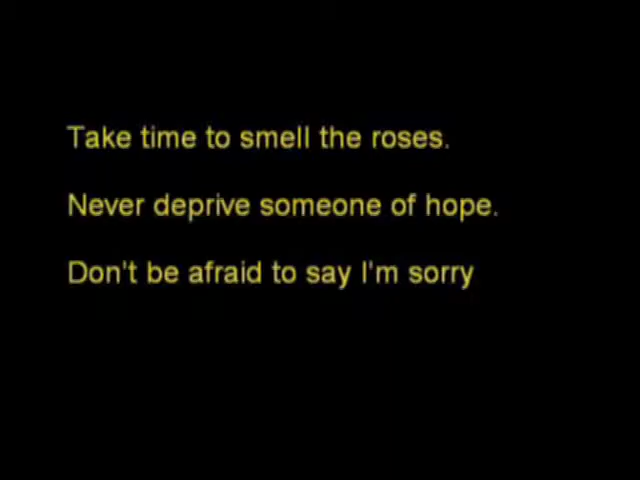 Take time to smell the roses.
Never deprive someone of hope.
Don't be afraid to say I'm sorry